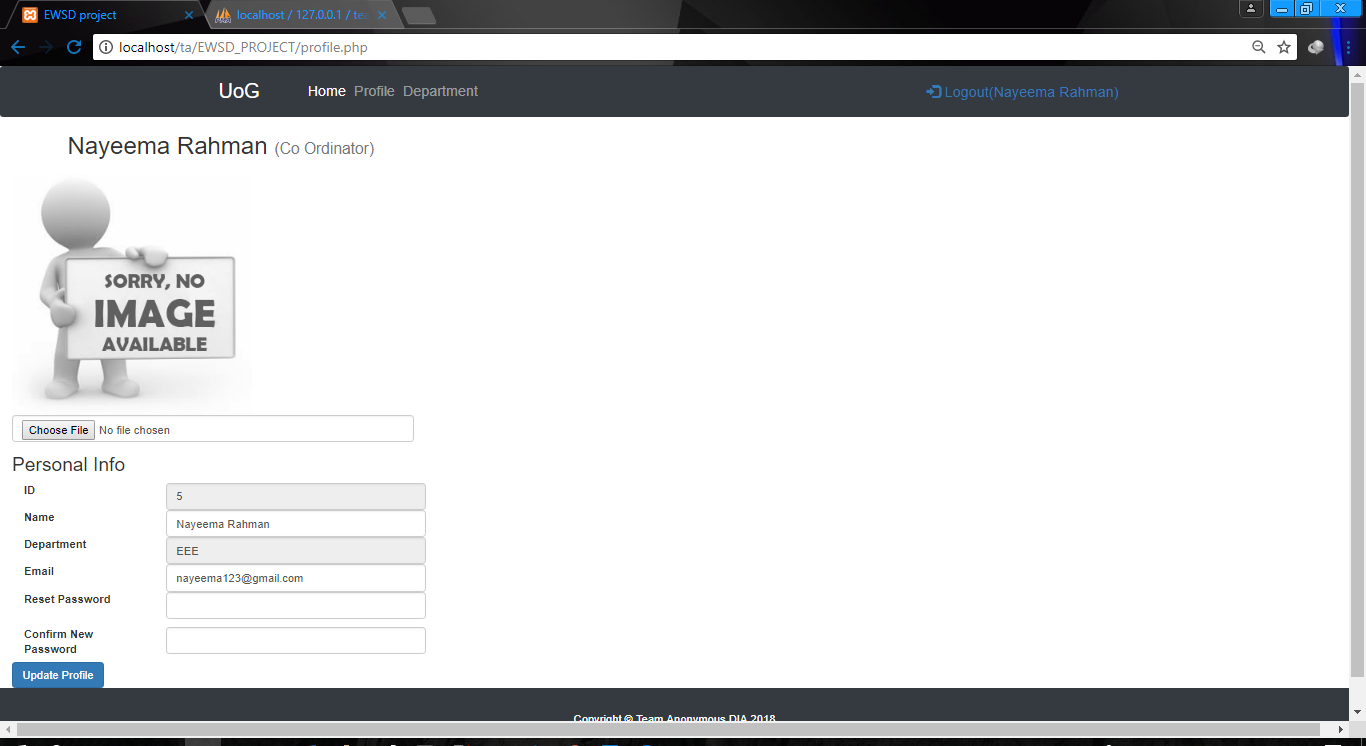 EWSD project
localhost / 127.0.0.1 / tea
localhost/ta/EWSD_PROJECT/profile.php
UoG Home Profile Department Logout(Nayeema Rahman)
Nayeema Rahman (Co Ordinator)
SORRY, NO
IMAGE
AVAILABLE
Choose File No file chosen
Personal Info
ID 5
Name Nayeema Rahman
Department EEE
Email nayeema123@gmail.com
Reset Password
Confirm New
Password
Update Profile
Copyright © Team Anonymous DIA 2018